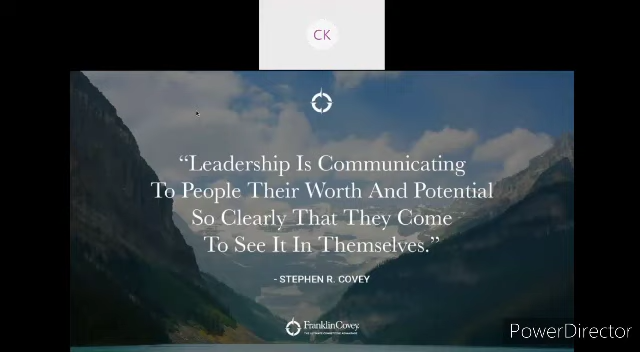 CK
“Leadership Is Communicating
To People Their Worth And Potential
So Clearly That They Come
To See It In Themselves.”
- STEPHEN R. COVEY
FranklinCovey
PowerDirector